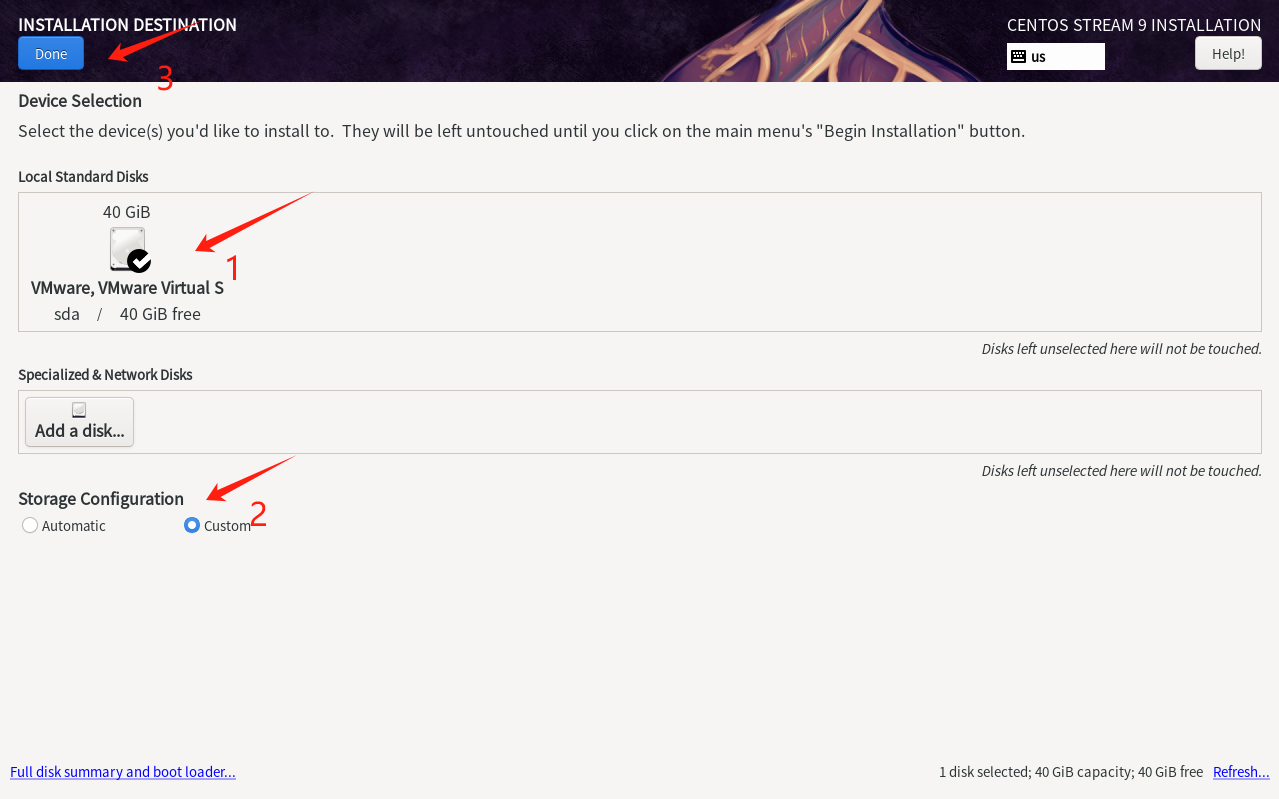 INSTALLATION DESTINATION
CENTOS STREAM 9 INSTALLATION
Done
us
Help!
3
Device Selection
Select the device(s) you'd like to install to.  They will be left untouched until you click on the main menu's "Begin Installation" button.
Local Standard Disks
40 GiB
1
VMware, VMware Virtual S
sda / 40 GiB free
Disks left unselected here will not be touched.
Specialized & Network Disks
Add a disk...
Disks left unselected here will not be touched.
Storage Configuration
2
Automatic Custom
Full disk summary and boot loader...
1 disk selected; 40 GiB capacity; 40 GiB free Refresh...